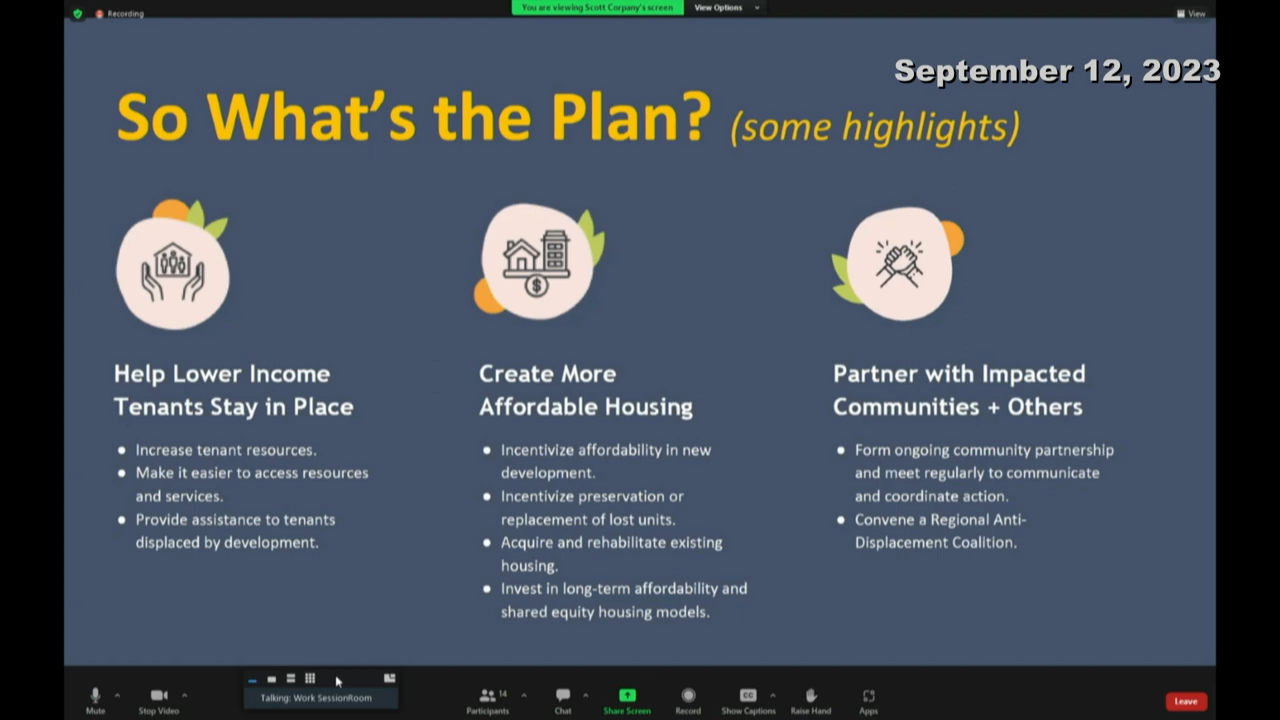 Recording
You are viewing Scott Corpany's screen
View Options
View
September 12, 2023
So What's the Plan? (some highlights)
Help Lower Income
Tenants Stay in Place
● Increase tenant resources.
● Make it easier to access resources
and services.
● Provide assistance to tenants
displaced by development.
Create More
Affordable Housing
● Incentivize affordability in new
development.
● Incentivize preservation or
replacement of lost units.
● Acquire and rehabilitate existing
housing.
● Invest in long-term affordability and
shared equity housing models.
Partner with Impacted
Communities + Others
● Form ongoing community partnership
and meet regularly to communicate
and coordinate action.
● Convene a Regional Anti-
Displacement Coalition.
Talking: Work SessionRoom
Mute
Stop Video
14
Participants
Chat
Share Screen
Record
CC
Show Captions
Raise Hand
Apps
Leave